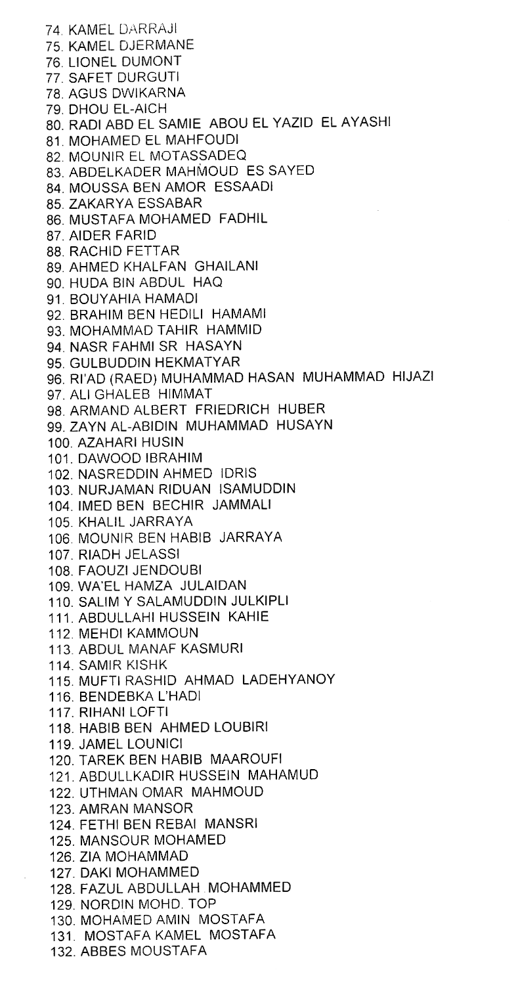 74. KAMEL DARRAJI
75. KAMEL DJERMANE
76. LIONEL DUMONT
77. SAFET DURGUTI
78. AGUS DWIKARNA
79. DHOU EL-AICH
80. RADI ABD EL SAMIE ABOU EL YAZID EL AYASHI
81. MOHAMED EL MAHFOUDI
82. MOUNIR EL MOTASSADEQ
83. ABDELKADER MAHMOUD ES SAYED
84. MOUSSA BEN AMOR ESSAADI
85. ZAKARYA ESSABAR
86. MUSTAFA MOHAMED FADHIL
87. AIDER FARID
88. RACHID FETTAR
89. AHMED KHALFAN GHAILANI
90. HUDA BIN ABDUL HAQ
91. BOUYAHIA HAMADI
92. BRAHIM BEN HEDILI HAMAMI
93. MOHAMMAD TAHIR HAMMID
94. NASR FAHMI SR HASAYN
95. GULBUDDIN HEKMATYAR
96. RI'AD (RAED) MUHAMMAD HASAN MUHAMMAD HIJAZI
97. ALI GHALEB HIMMAT
98. ARMAND ALBERT FRIEDRICH HUBER
99. ZAYN AL-ABIDIN MUHAMMAD HUSAYN
100. AZAHARI HUSIN
101. DAWOOD IBRAHIM
102. NASREDDIN AHMED IDRIS
103. NURJAMAN RIDUAN ISAMUDDIN
104. IMED BEN BECHIR JAMMALI
105. KHALIL JARRAYA
106. MOUNIR BEN HABIB JARRAYA
107. RIADH JELASSI
108. FAOUZI JENDOUBI
109. WA'EL HAMZA JULAIDAN
110. SALIM Y SALAMUDDIN JULKIPLI
111. ABDULLAHI HUSSEIN KAHIE
112. MEHDI KAMMOUN
113. ABDUL MANAF KASMURI
114. SAMIR KISHK
115. MUFTI RASHID AHMAD LADEHYANOY
116. BENDEBKA L'HADI
117. RIHANI LOFTI
118. HABIB BEN AHMED LOUBIRI
119. JAMEL LOUNICI
120. TAREK BEN HABIB MAAROUFI
121. ABDULLKADIR HUSSEIN MAHAMUD
122. UTHMAN OMAR MAHMOUD
123. AMRAN MANSOR
124. FETHI BEN REBAI MANSRI
125. MANSOUR MOHAMED
126. ZIA MOHAMMAD
127. DAKI MOHAMMED
128. FAZUL ABDULLAH MOHAMMED
129. NORDIN MOHD. TOP
130. MOHAMED AMIN MOSTAFA
131. MOSTAFA KAMEL MOSTAFA
132. ABBES MOUSTAFA